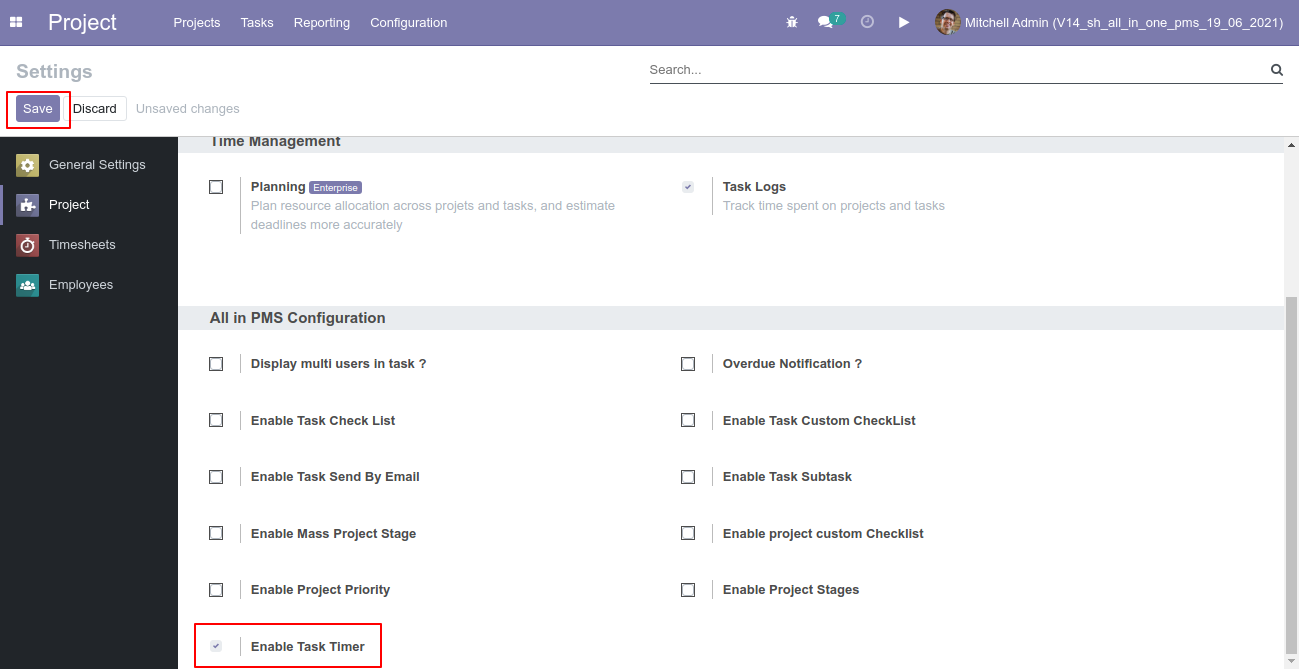 Project
Projects Tasks Reporting Configuration
7
Mitchell Admin (V14_sh_all_in_one_pms_19_06_2021)
Settings
Search...
Save Discard Unsaved changes
General Settings
Project
Timesheets
Employees
Time Management
Planning Enterprise
Plan resource allocation across projets and tasks, and estimate
deadlines more accurately
Task Logs
Track time spent on projects and tasks
All in PMS Configuration
Display multi users in task ?
Overdue Notification ?
Enable Task Check List
Enable Task Custom CheckList
Enable Task Send By Email
Enable Task Subtask
Enable Mass Project Stage
Enable project custom Checklist
Enable Project Priority
Enable Project Stages
Enable Task Timer